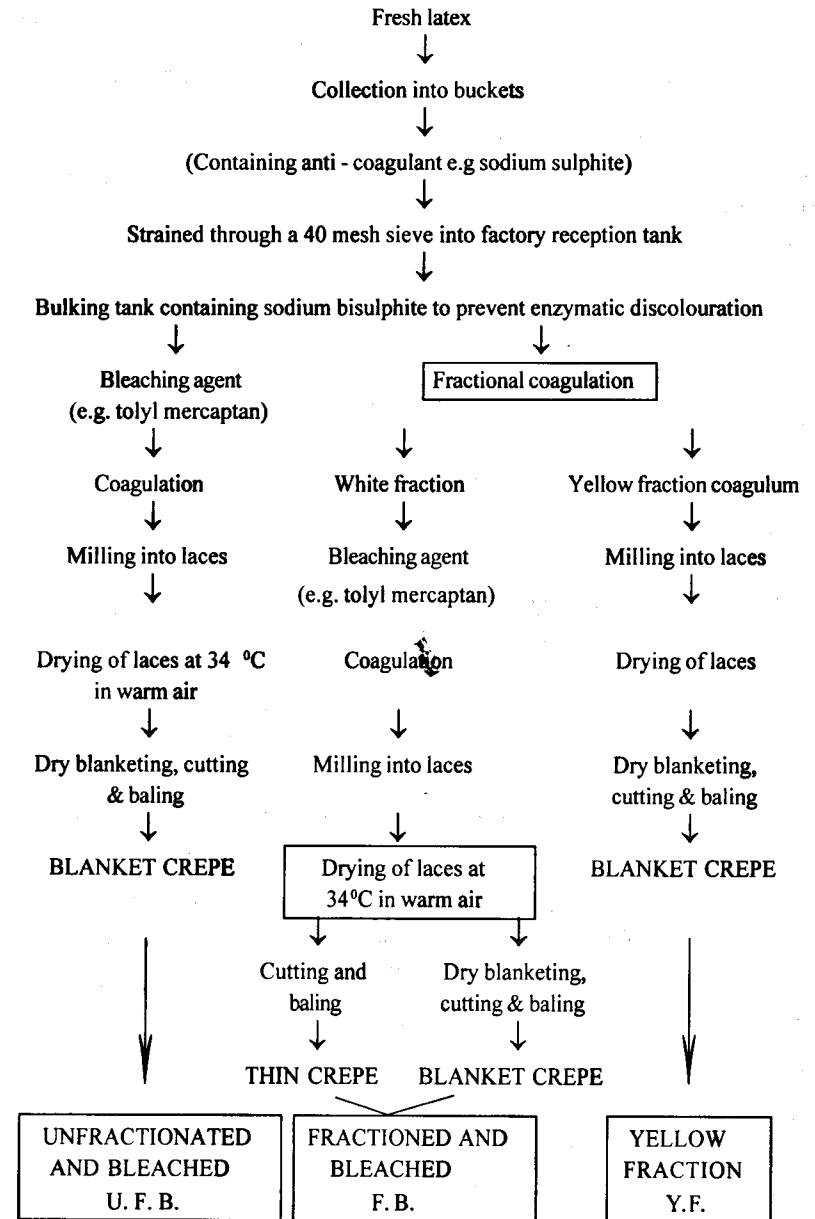 Fresh latex
Collection into buckets
(Containing anti - coagulant e.g sodium sulphite)
Strained through a 40 mesh sieve into factory reception tank
Bulking tank containing sodium bisulphite to prevent enzymatic discolouration
Bleaching agent
(e.g. tolyl mercaptan)
Fractional coagulation
Coagulation
White fraction
Yellow fraction coagulum
Milling into laces
Bleaching agent
(e.g. tolyl mercaptan)
Milling into laces
Drying of laces at 34 ⁰C
in warm air
Coagulation
Drying of laces
Dry blanketing, cutting
& baling
Milling into laces
Dry blanketing,
cutting & baling
BLANKET CREPE
Drying of laces at
34⁰C in warm air
BLANKET CREPE
Cutting and
baling
Dry blanketing,
cutting & baling
THIN CREPE
BLANKET CREPE
UNFRACTIONATED
AND BLEACHED
U. F. B.
FRACTIONED AND
BLEACHED
F. B.
YELLOW
FRACTION
Y.F.